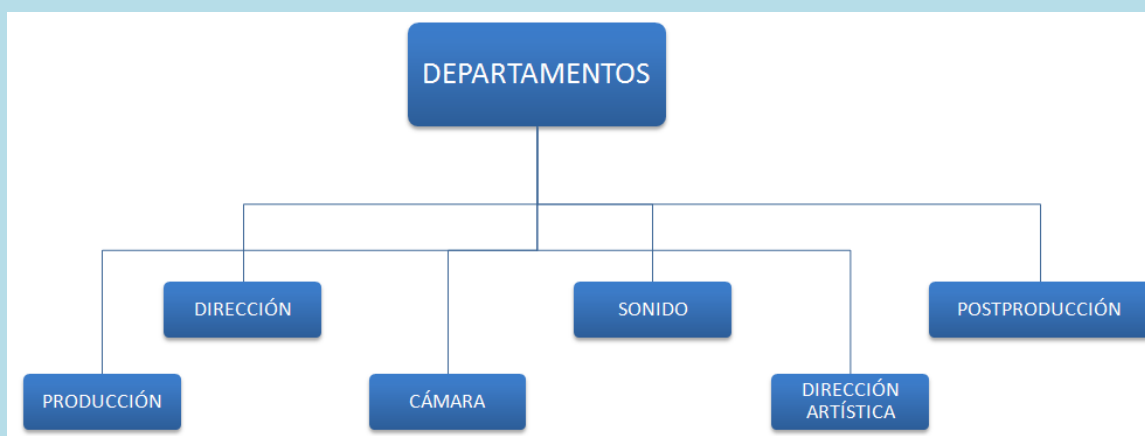 DEPARTAMENTOS
DIRECCIÓN
SONIDO
POSTPRODUCCIÓN
PRODUCCIÓN
CÁMARA
DIRECCIÓN
ARTÍSTICA